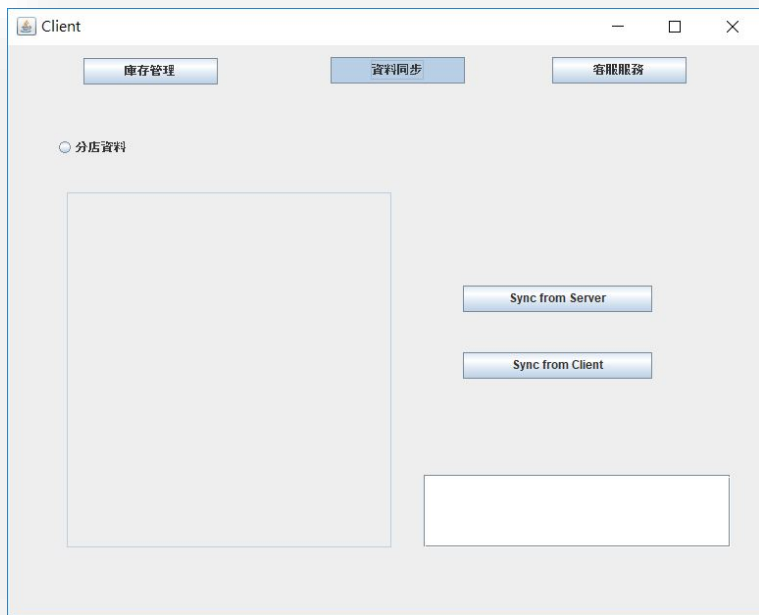 Client
庫存管理
資料同步
客服服務
分店資料
Sync from Server
Sync from Client